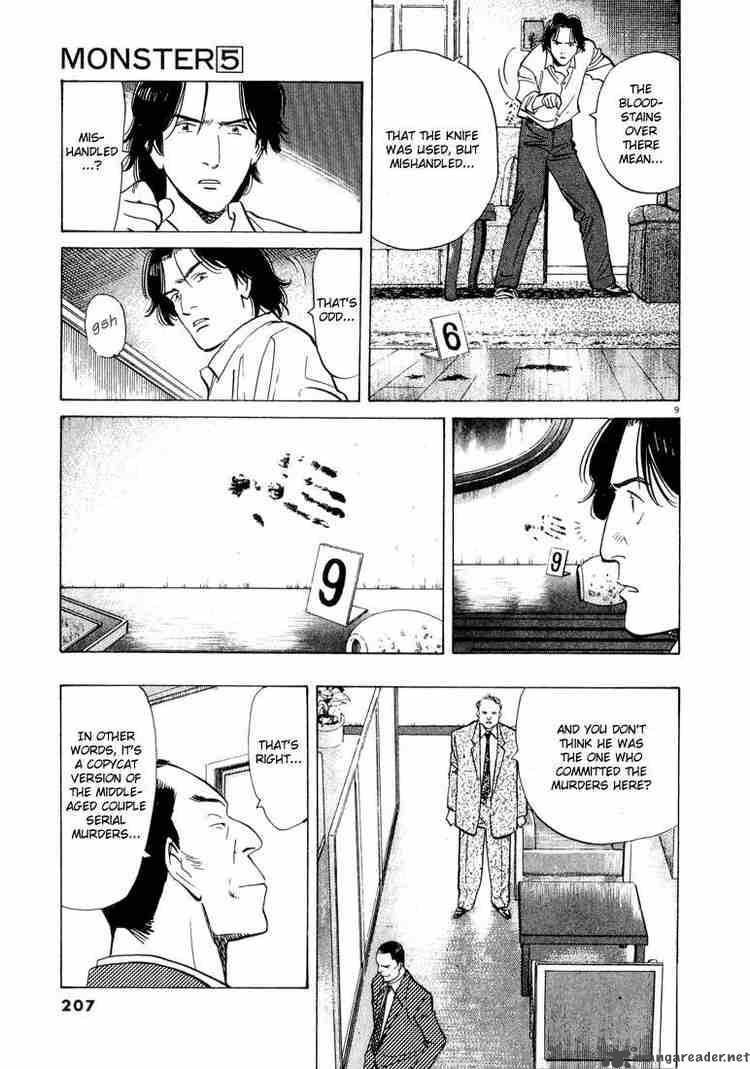 MONSTER 5
THE
BLOOD-
STAINS
OVER
THERE
MEAN...
THAT THE KNIFE
WAS USED, BUT
MISHANDLED...
MIS-
HANDLED
...?
THAT'S
ODD...
gsh
6
9
9
9
AND YOU DON'T
THINK HE WAS
THE ONE WHO
COMMITTED THE
MURDERS HERE?
THAT'S
RIGHT...
IN OTHER
WORDS, IT'S
A COPYCAT
VERSION OF
THE MIDDLE-
AGED COUPLE
SERIAL
MURDERS...
207
mangareader.net